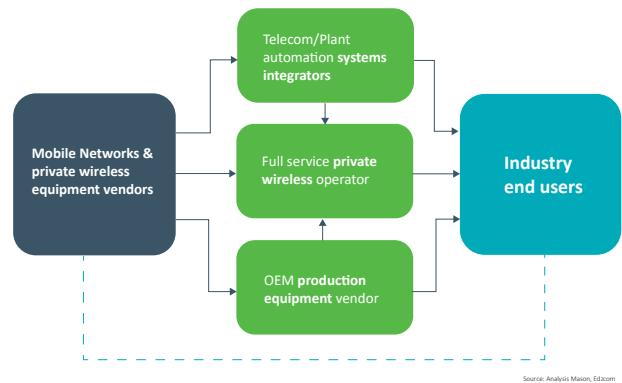 Telecom/Plant
automation systems
integrators
Mobile Networks &
private wireless
equipment vendors
Full service private
wireless operator
Industry
end users
OEM production
equipment vendor
Source: Analysis Mason, Edzcom